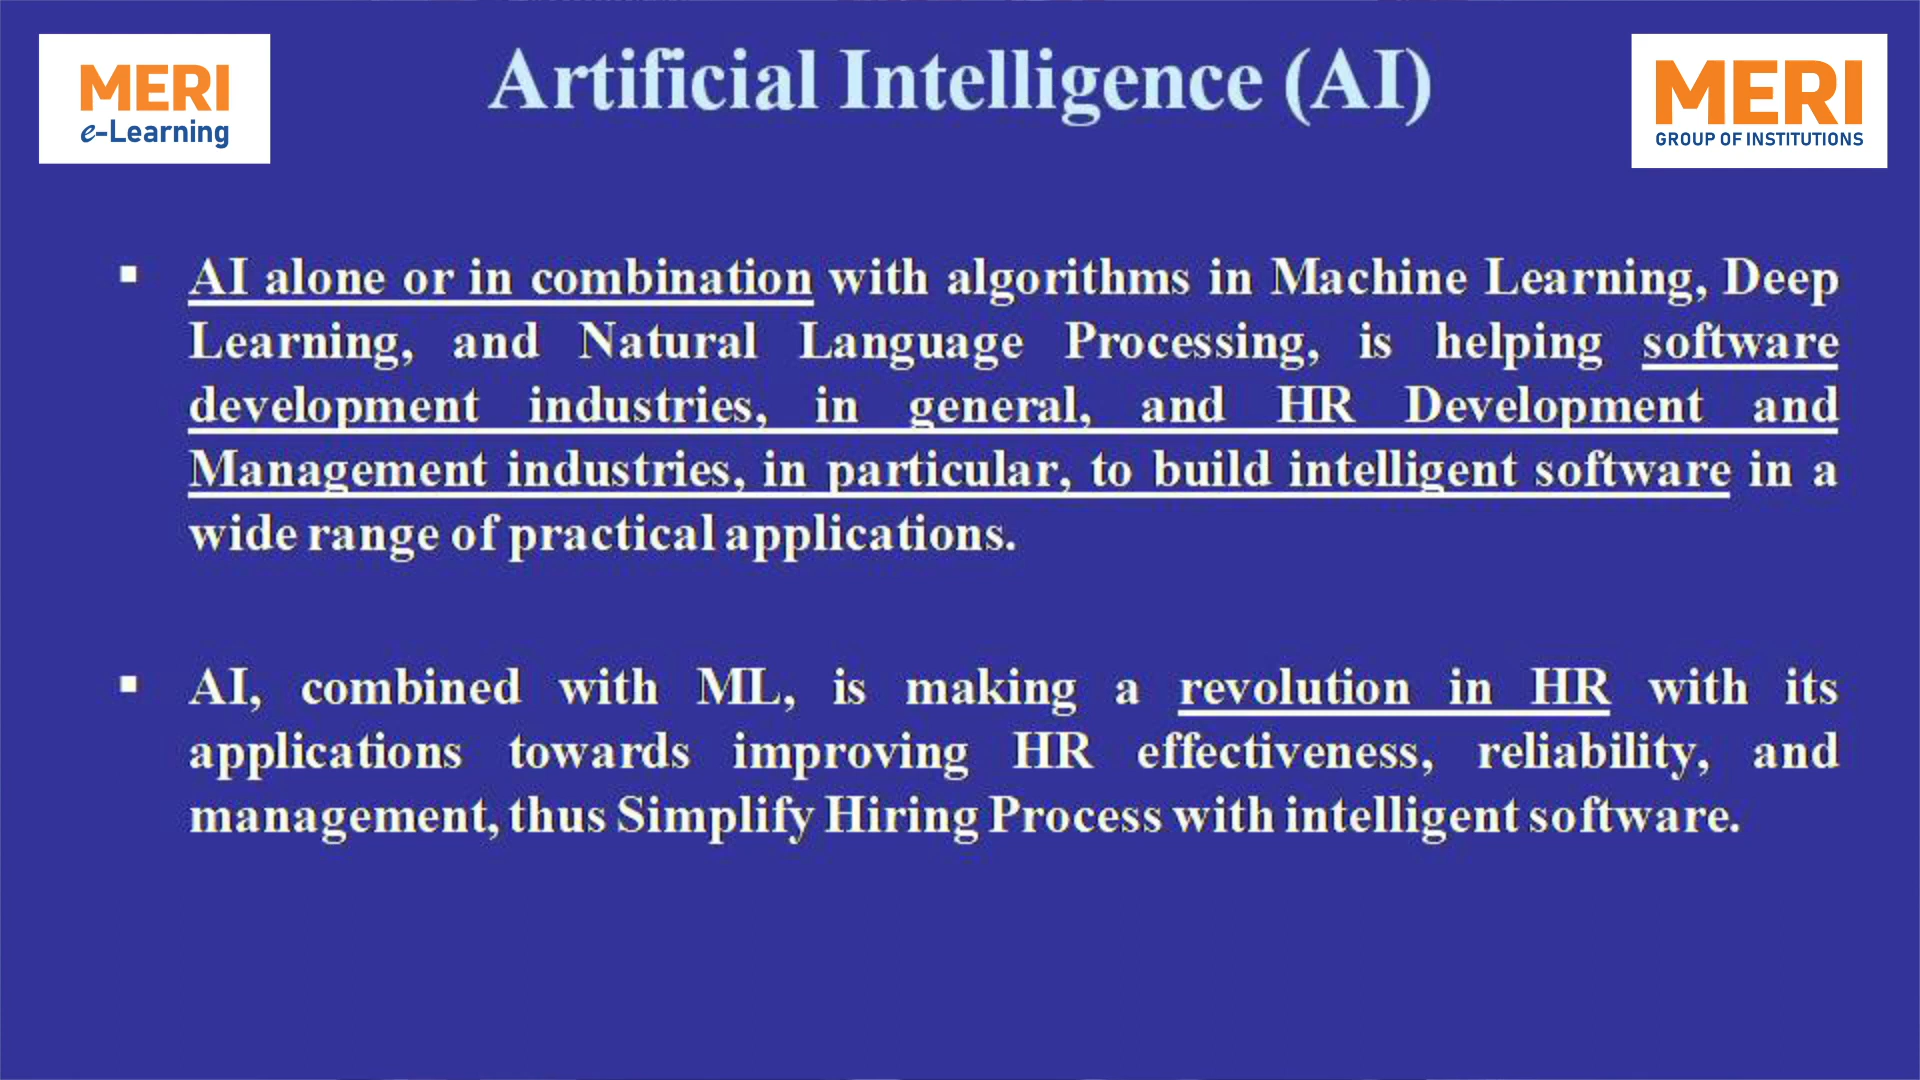 MERI
e-Learning
Artificial Intelligence (AI)
MERI
GROUP OF INSTITUTIONS
▪ AI alone or in combination with algorithms in Machine Learning, Deep
Learning, and Natural Language Processing, is helping software
development industries, in general, and HR Development and
Management industries, in particular, to build intelligent software in a
wide range of practical applications.
▪ AI, combined with ML, is making a revolution in HR with its
applications towards improving HR effectiveness, reliability, and
management, thus Simplify Hiring Process with intelligent software.